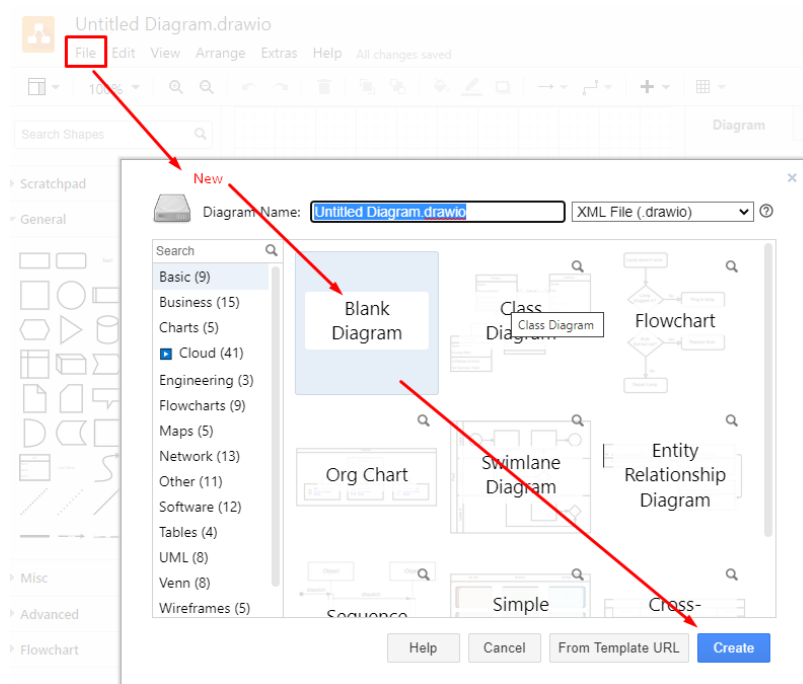 Untitled Diagram.drawio
File Edit View Arrange Extras Help All changes saved
100%
Search Shapes
Diagram
Scratchpad
New
General
Diagram Name: Untitled Diagram.drawio XML File (.drawio)
Search
Basic (9)
Business (15)
Charts (5)
Cloud (41)
Engineering (3)
Flowcharts (9)
Maps (5)
Network (13)
Other (11)
Software (12)
Tables (4)
UML (8)
Venn (8)
Wireframes (5)
Blank
Diagram
Class
Diagram
Class Diagram
Flowchart
Org Chart
Swimlane
Diagram
Entity
Relationship
Diagram
Sequence
Simple
Cross-
Misc
Advanced
Flowchart
Help Cancel From Template URL Create